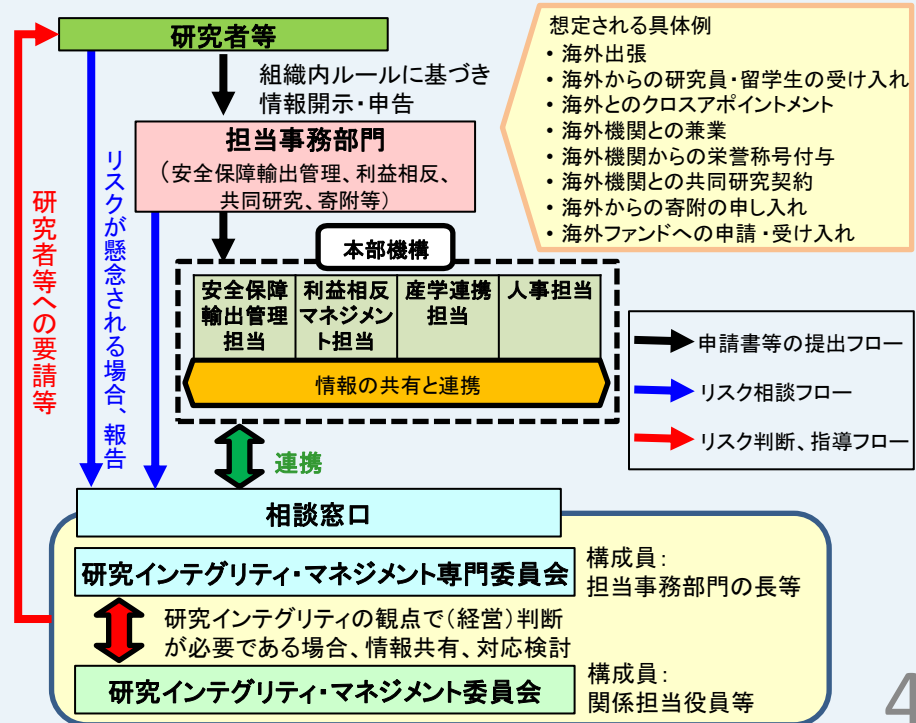 研究者等
組織内ルールに基づき
情報開示・申告
想定される具体例
・海外出張
・海外からの研究員・留学生の受け入れ
・海外とのクロスアポイントメント
・海外機関との兼業
・海外機関からの栄誉称号付与
・海外機関との共同研究契約
・海外からの寄附の申し入れ
・海外ファンドへの申請・受け入れ
担当事務部門
（安全保障輸出管理、利益相反、
共同研究、寄附等）
リスクが懸念される場合、報告
研究者等への要請等
本部機構
安全保障
輸出管理
担当
利益相反
マネジメン
ト担当
産学連携
担当
人事担当
情報の共有と連携
申請書等の提出フロー
リスク相談フロー
リスク判断、指導フロー
連携
相談窓口
研究インテグリティ・マネジメント専門委員会
構成員：
担当事務部門の長等
研究インテグリティの観点で（経営）判断
が必要である場合、情報共有、対応検討
研究インテグリティ・マネジメント委員会
構成員：
関係担当役員等
4